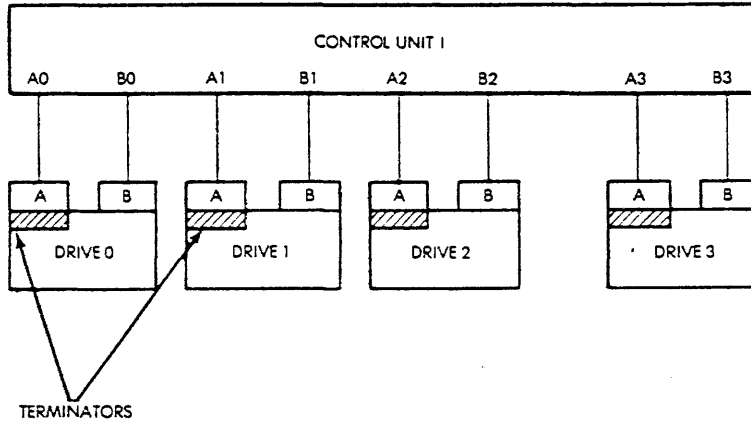 CONTROL UNIT I
A0 B0 A1 B1 A2 B2 A3 B3
A B A B A B A B
DRIVE 0 DRIVE 1 DRIVE 2 DRIVE 3
TERMINATORS